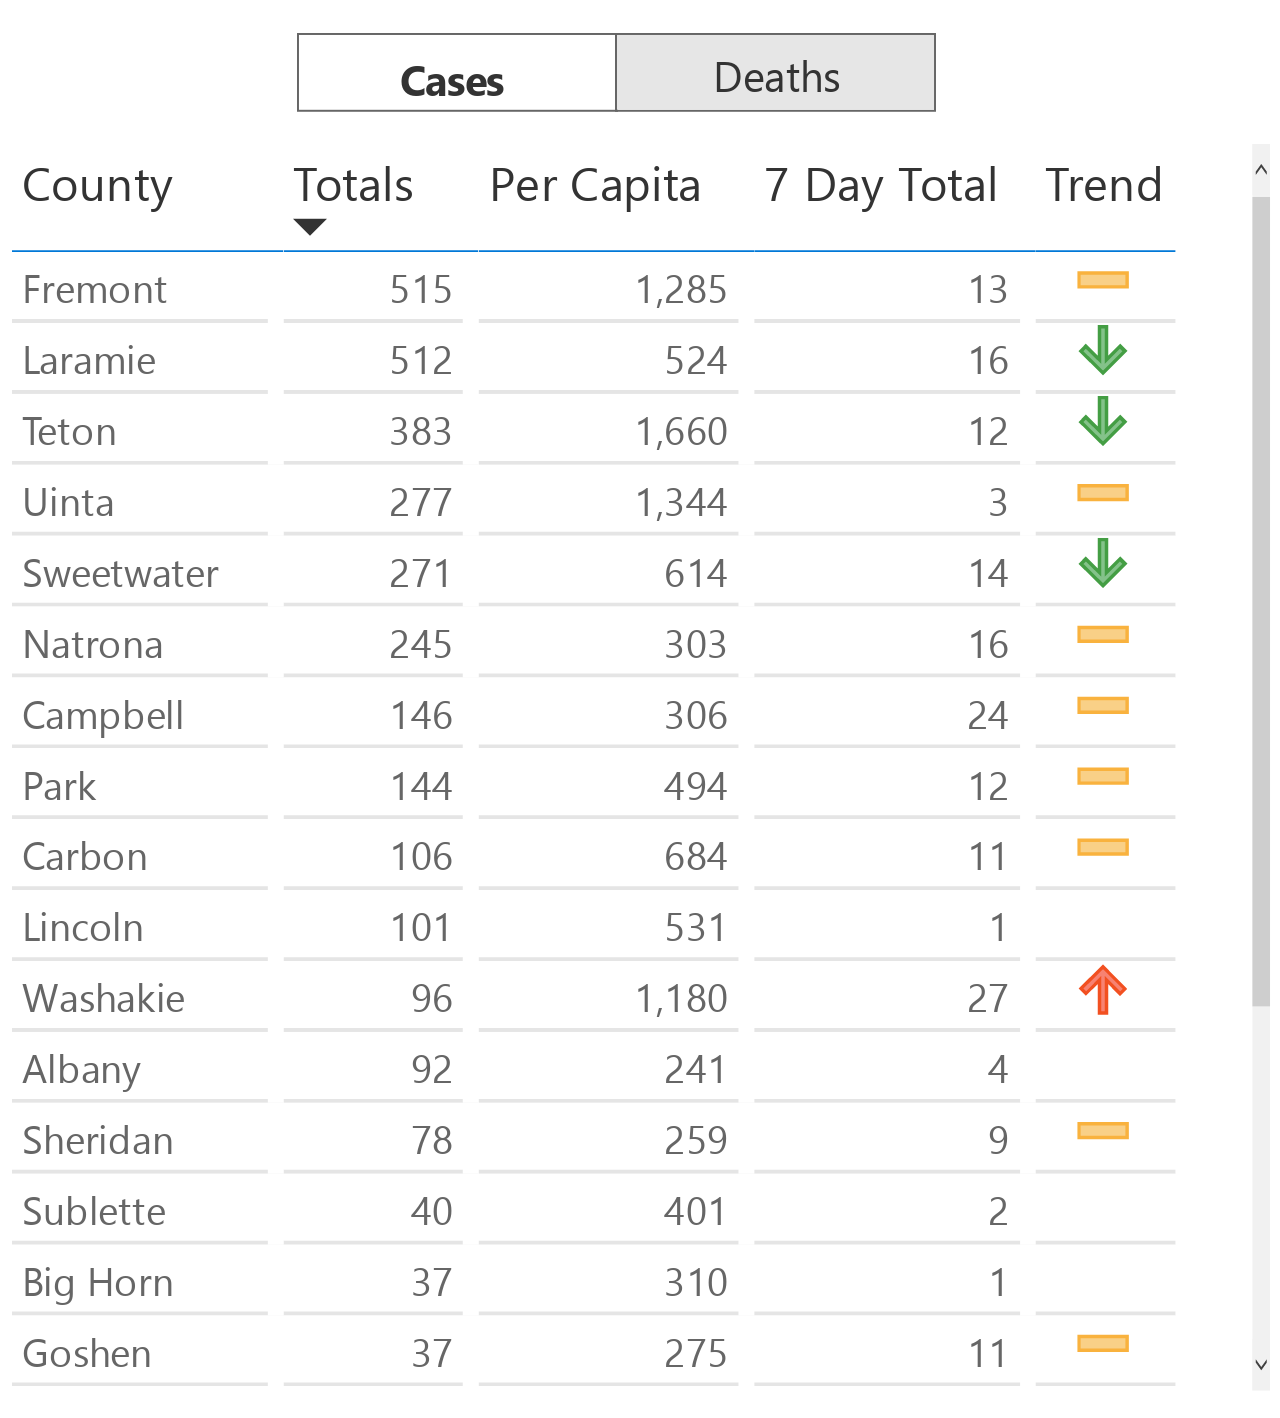 Cases Deaths
County Totals Per Capita 7 Day Total Trend
Fremont 515 1,285 13
Laramie 512 524 16
Teton 383 1,660 12
Uinta 277 1,344 3
Sweetwater 271 614 14
Natrona 245 303 16
Campbell 146 306 24
Park 144 494 12
Carbon 106 684 11
Lincoln 101 531 1
Washakie 96 1,180 27
Albany 92 241 4
Sheridan 78 259 9
Sublette 40 401 2
Big Horn 37 310 1
Goshen 37 275 11